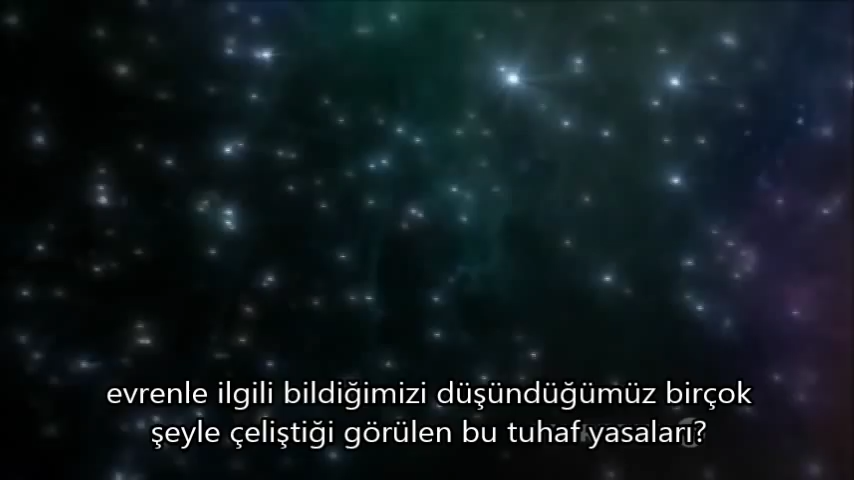 evrenle ilgili bildiğimizi düşündüğümüz birçok
şeyle çeliştiği görülen bu tuhaf yasaları?